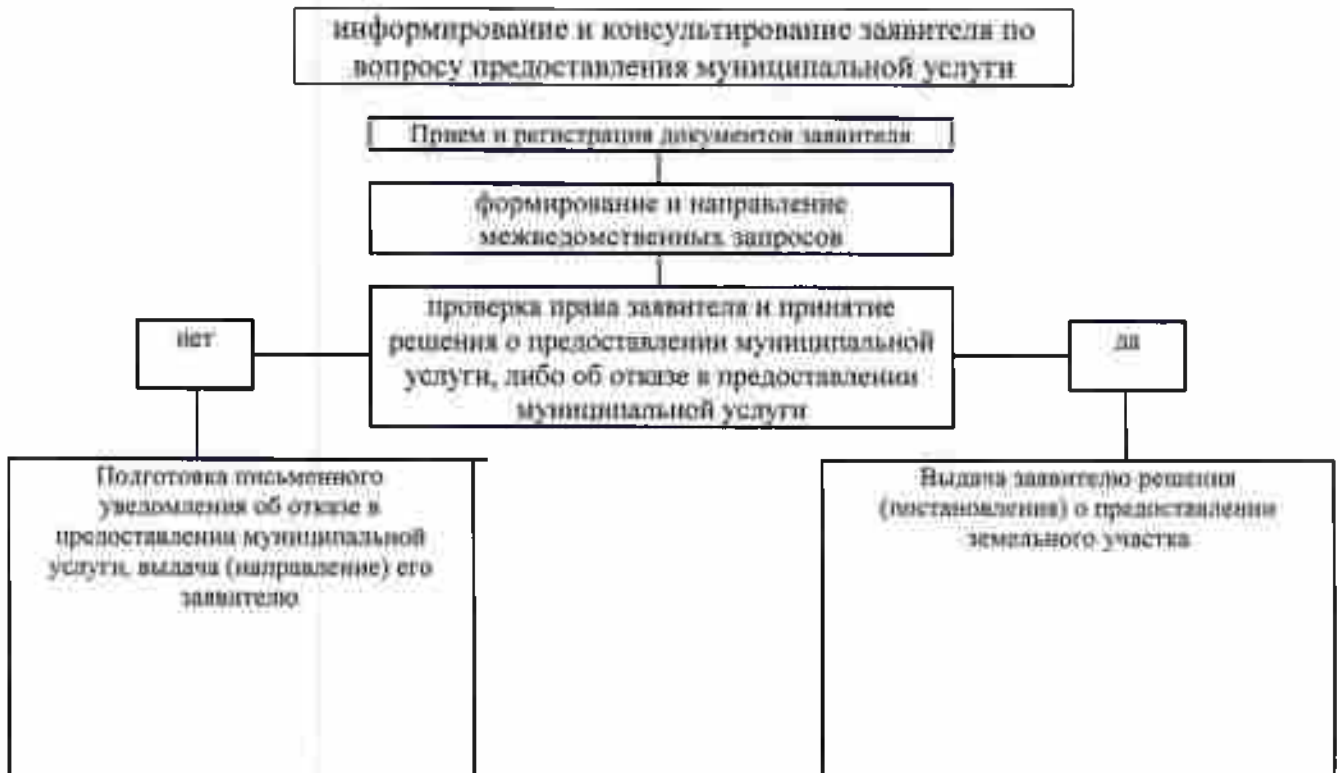 информирование и консультирование заявителя по
вопросу предоставления муниципальной услуги
Прием и регистрация документов заявителя
формирование и направление
межведомственных запросов
проверка права заявителя и принятие
решения о предоставлении муниципальной
услуги, либо об отказе в предоставлении
муниципальной услуги
нет
да
Подготовка письменного
уведомления об отказе в
предоставлении муниципальной
услуги, выдача (направление) его
заявителю
Выдача заявителю решения
(постановления) о предоставлении
земельного участка